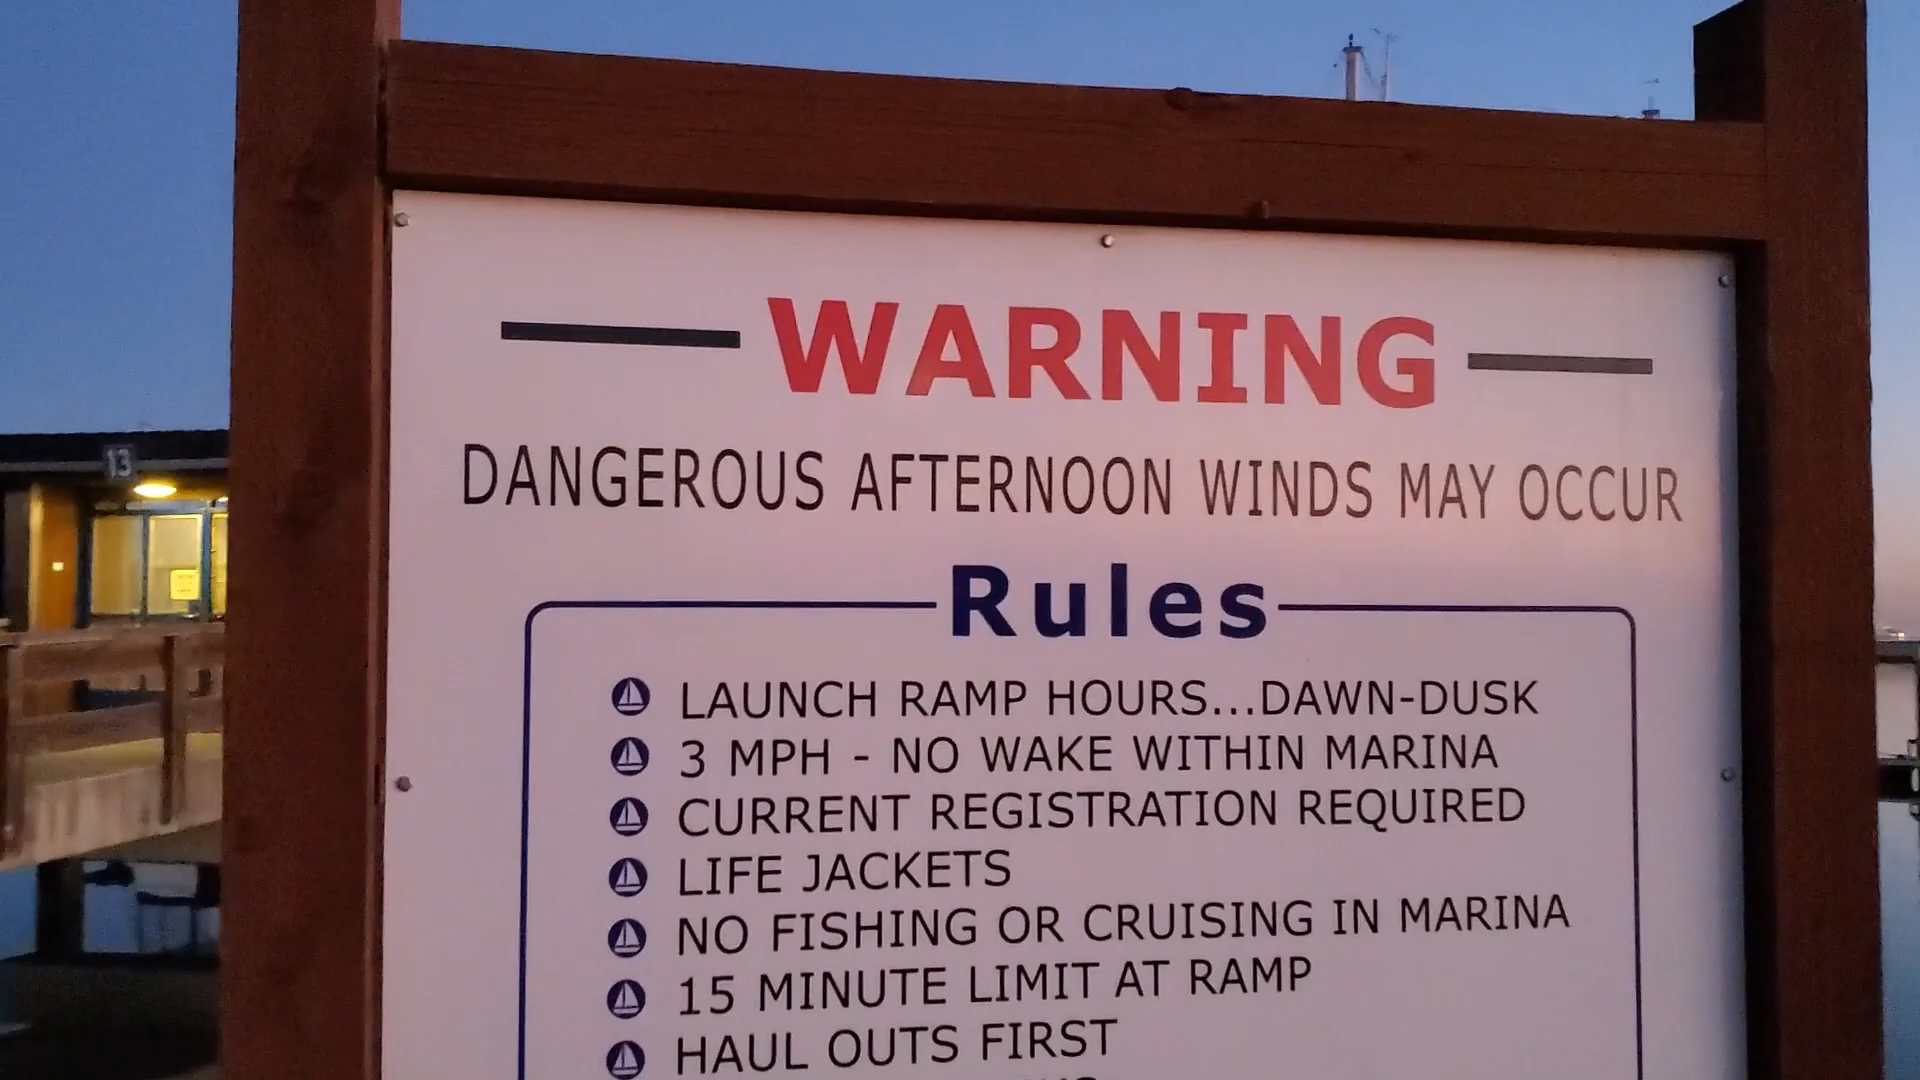 WARNING
DANGEROUS AFTERNOON WINDS MAY OCCUR
Rules
LAUNCH RAMP HOURS...DAWN-DUSK
3 MPH - NO WAKE WITHIN MARINA
CURRENT REGISTRATION REQUIRED
LIFE JACKETS
NO FISHING OR CRUISING IN MARINA
15 MINUTE LIMIT AT RAMP
HAUL OUTS FIRST
13